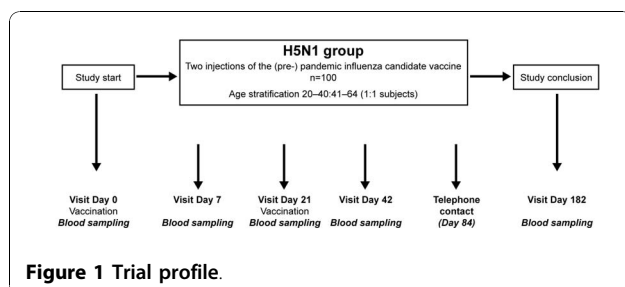 H5N1 group
Two injections of the (pre-) pandemic influenza candidate vaccine
n=100
Age stratification 20–40:41–64 (1:1 subjects)
Study start
Study conclusion
Visit Day 0
Vaccination
Blood sampling
Visit Day 7
Blood sampling
Visit Day 21
Vaccination
Blood sampling
Visit Day 42
Blood sampling
Telephone
contact
(Day 84)
Visit Day 182
Blood sampling
Figure 1 Trial profile.